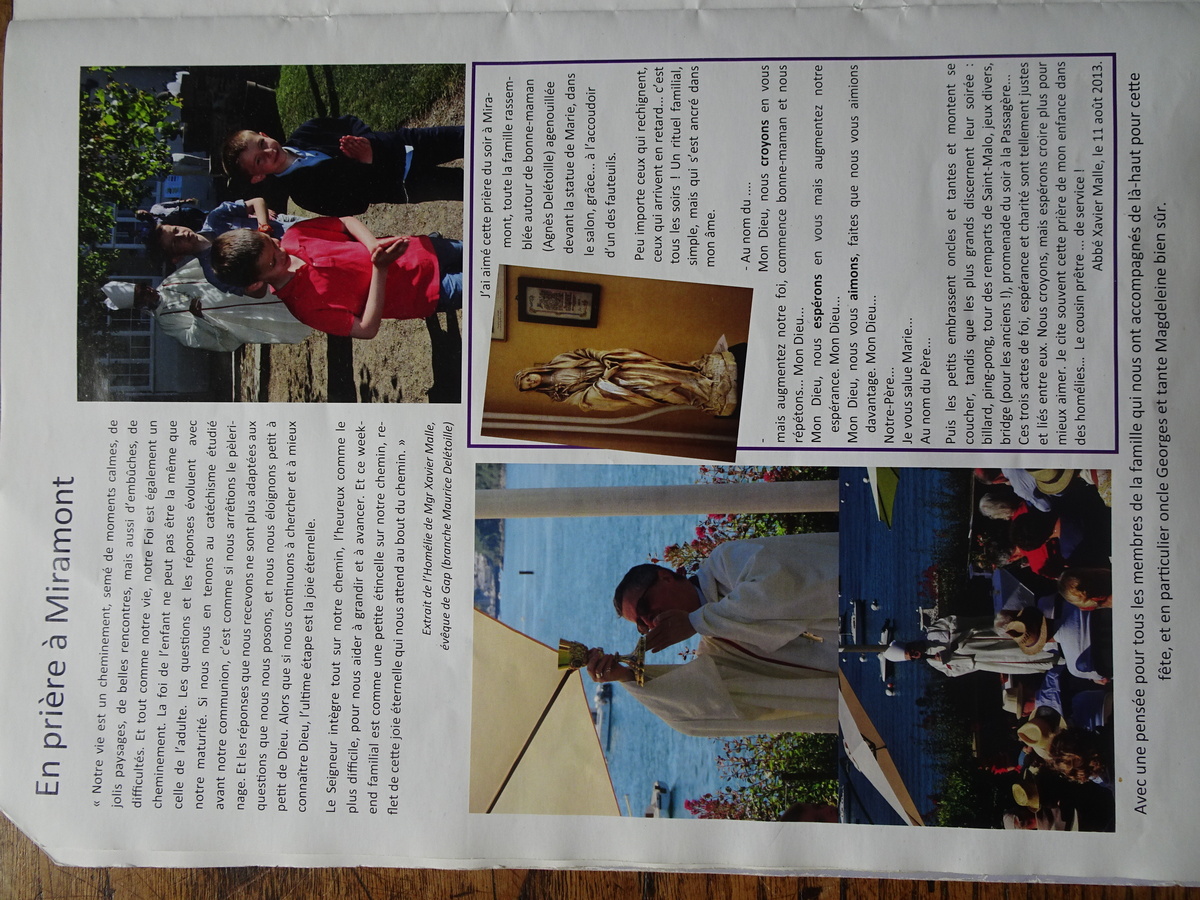 En prière à Miramont
« Notre vie est un cheminement, semé de moments calmes, de
jolis paysages, de belles rencontres, mais aussi d'embûches, de
difficultés. Et tout comme notre vie, notre Foi est également un
cheminement. La foi de l'enfant ne peut pas être la même que
celle de l'adulte. Les questions et les réponses évoluent avec
notre maturité. Si nous nous en tenons au catéchisme étudié
avant notre communion, c'est comme si nous arrêtions le pèleri-
nage. Et les réponses que nous recevons ne sont plus adaptées aux
questions que nous nous posons, et nous nous éloignons petit à
petit de Dieu. Alors que si nous continuons à chercher et à mieux
connaître Dieu, l'ultime étape est la joie éternelle.
Le Seigneur intègre tout sur notre chemin, l'heureux comme le
plus difficile, pour nous aider à grandir et à avancer. Et ce week-
end familial est comme une petite étincelle sur notre chemin, re-
flet de cette joie éternelle qui nous attend au bout du chemin. »
Extrait de l'Homélie de Mgr Xavier Malle,
évêque de Gap (branche Maurice Delétoille)
J'ai aimé cette prière du soir à Mira-
mont, toute la famille rassem-
blée autour de bonne-maman
(Agnès Delétoille) agenouillée
devant la statue de Marie, dans
le salon, grâce... à l'accoudoir
d'un des fauteuils.
Peu importe ceux qui rechignent,
ceux qui arrivent en retard... c'est
tous les soirs ! Un rituel familial,
simple, mais qui s'est ancré dans
mon âme.
- Au nom du ....
- Mon Dieu, nous croyons en vous
mais augmentez notre foi, commence bonne-maman et nous
répétons... Mon Dieu...
Mon Dieu, nous espérons en vous mais augmentez notre
espérance. Mon Dieu...
Mon Dieu, nous vous aimons, faites que nous vous aimions
davantage. Mon Dieu...
Notre-Père...
Je vous salue Marie...
Au nom du Père...
Puis les petits embrassent oncles et tantes et montent se
coucher, tandis que les plus grands discernent leur soirée :
billard, ping-pong, tour des remparts de Saint-Malo, jeux divers,
bridge (pour les anciens !), promenade du soir à la Passagère...
Ces trois actes de foi, espérance et charité sont tellement justes
et liés entre eux. Nous croyons, mais espérons croire plus pour
mieux aimer. Je cite souvent cette prière de mon enfance dans
des homélies... Le cousin prêtre ... de service !
Abbé Xavier Malle, le 11 août 2013.
Avec une pensée pour tous les membres de la famille qui nous ont accompagnés de là-haut pour cette
fête, et en particulier oncle Georges et tante Magdeleine bien sûr.